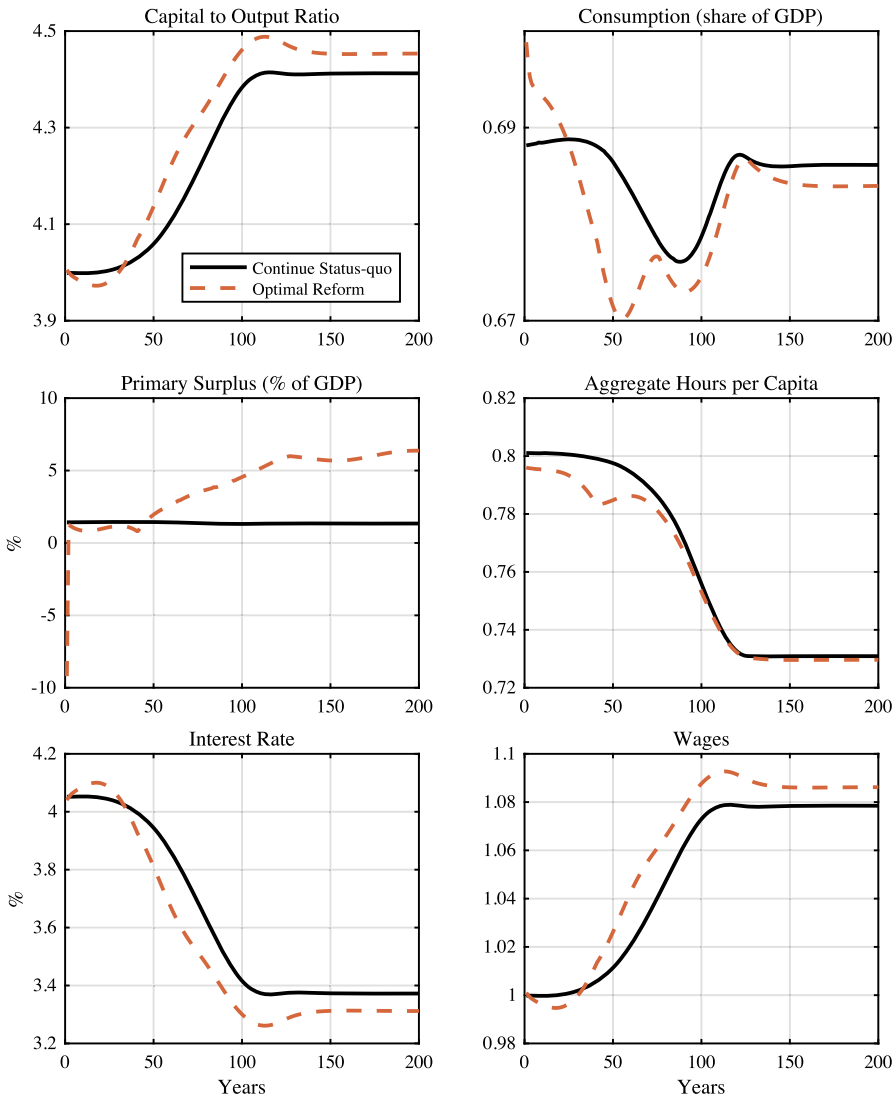 Capital to Output Ratio
4.5
4.3
4.1
3.9
0 50 100 150 200
Continue Status-quo
Optimal Reform
Consumption (share of GDP)
0.69
0.67
0 50 100 150 200
Primary Surplus (% of GDP)
10
5
0
-5
-10
%
0 50 100 150 200
Aggregate Hours per Capita
0.82
0.8
0.78
0.76
0.74
0.72
0 50 100 150 200
Interest Rate
4.2
4
3.8
3.6
3.4
3.2
%
0 50 100 150 200
Years
Wages
1.1
1.08
1.06
1.04
1.02
1
0.98
0 50 100 150 200
Years